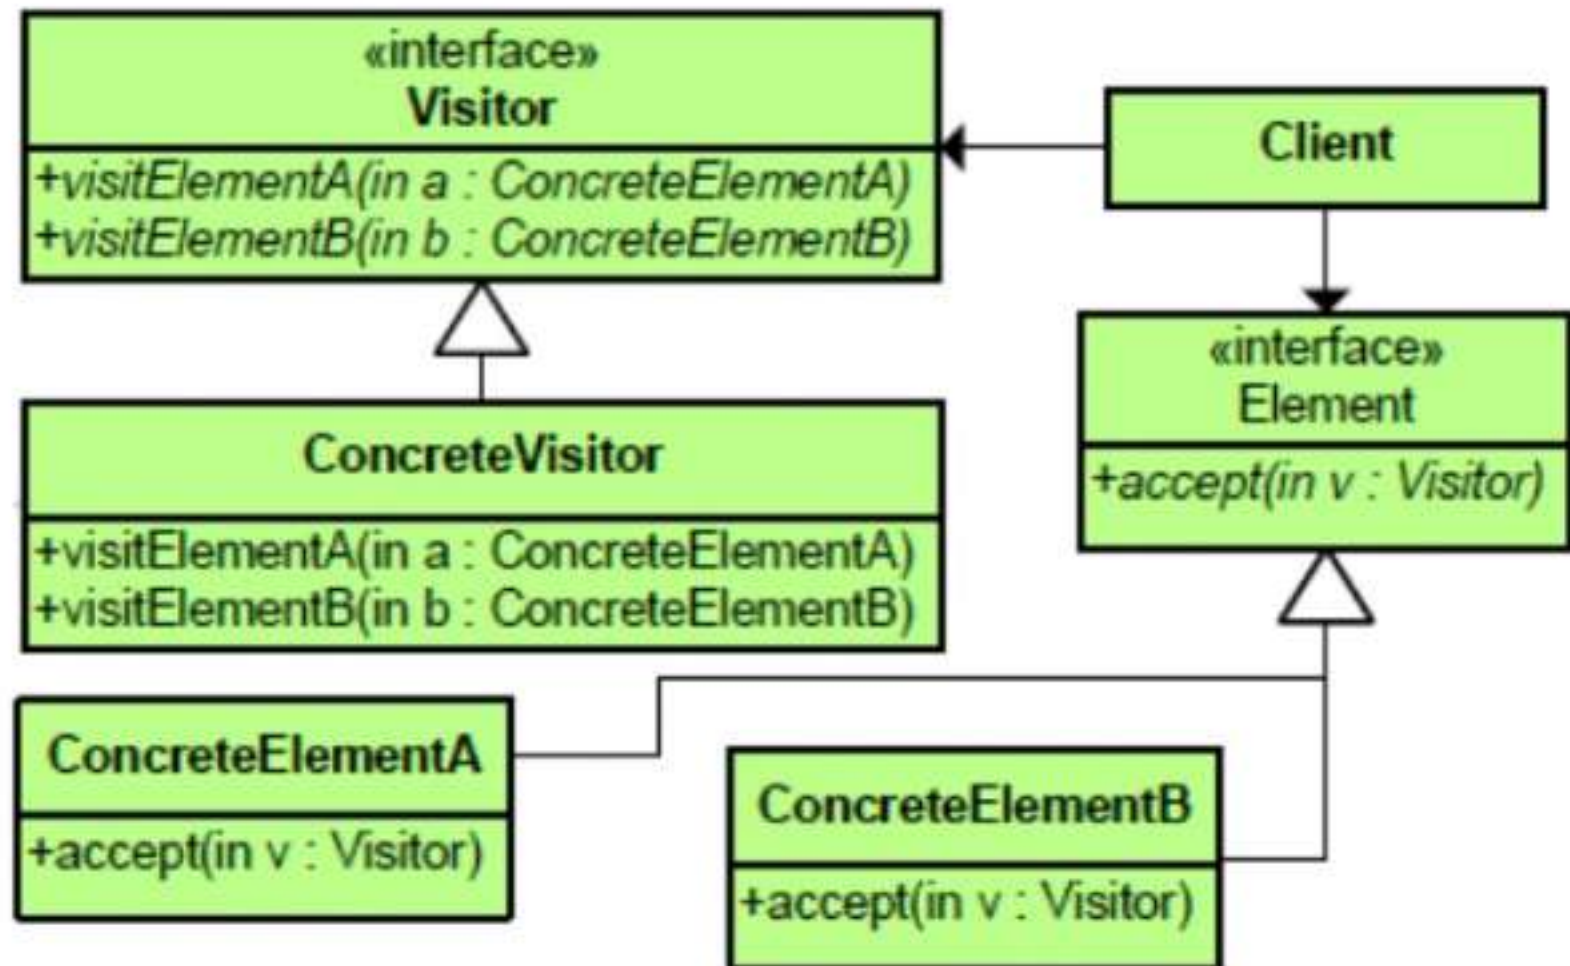 «interface»
Visitor
+visitElementA(in a : ConcreteElementA)
+visitElementB(in b : ConcreteElementB)
Client
«interface»
Element
+accept(in v : Visitor)
ConcreteVisitor
+visitElementA(in a : ConcreteElementA)
+visitElementB(in b : ConcreteElementB)
ConcreteElementA
+accept(in v : Visitor)
ConcreteElementB
+accept(in v : Visitor)